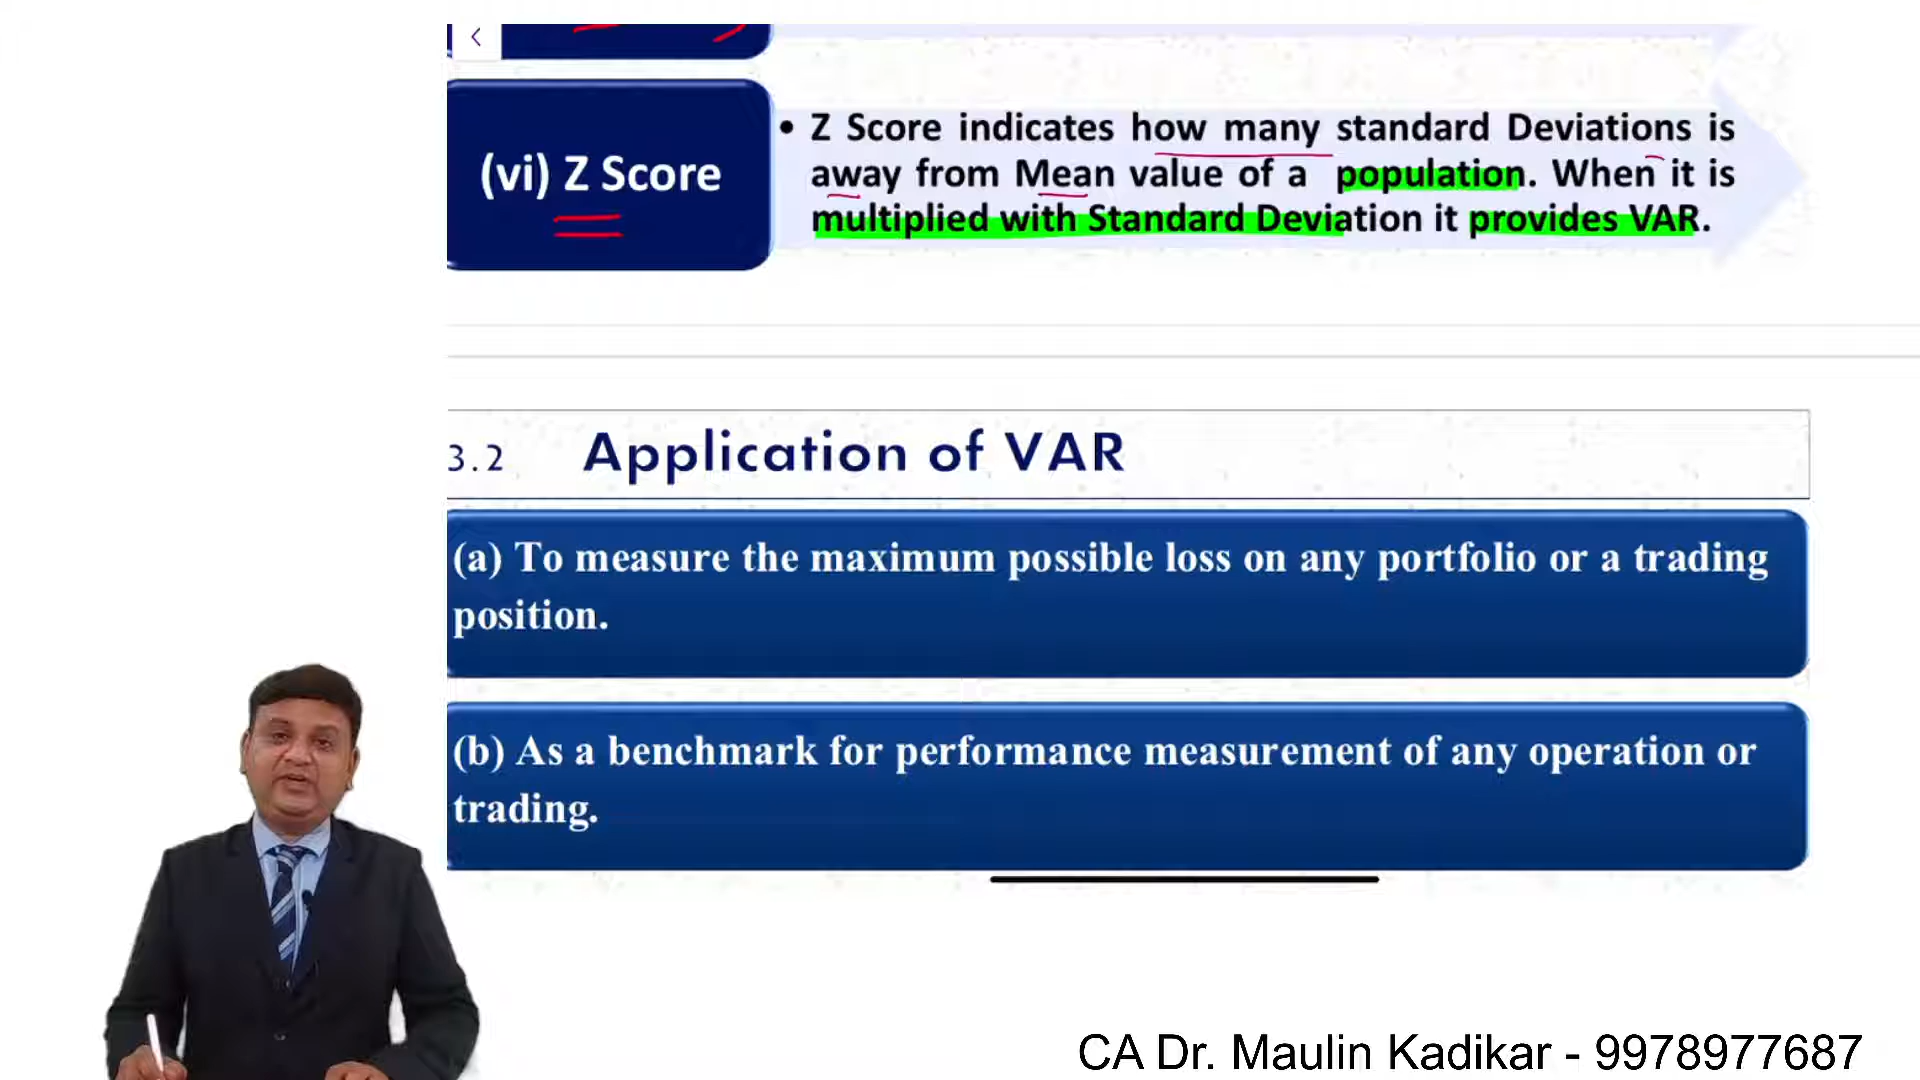 (vi) Z Score
• Z Score indicates how many standard Deviations is
away from Mean value of a population. When it is
multiplied with Standard Deviation it provides VAR.
3.2 Application of VAR
(a) To measure the maximum possible loss on any portfolio or a trading
position.
(b) As a benchmark for performance measurement of any operation or
trading.
CA Dr. Maulin Kadikar - 9978977687